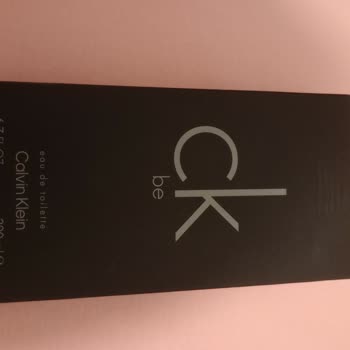 ck
be
eau de toilette
Calvin Klein